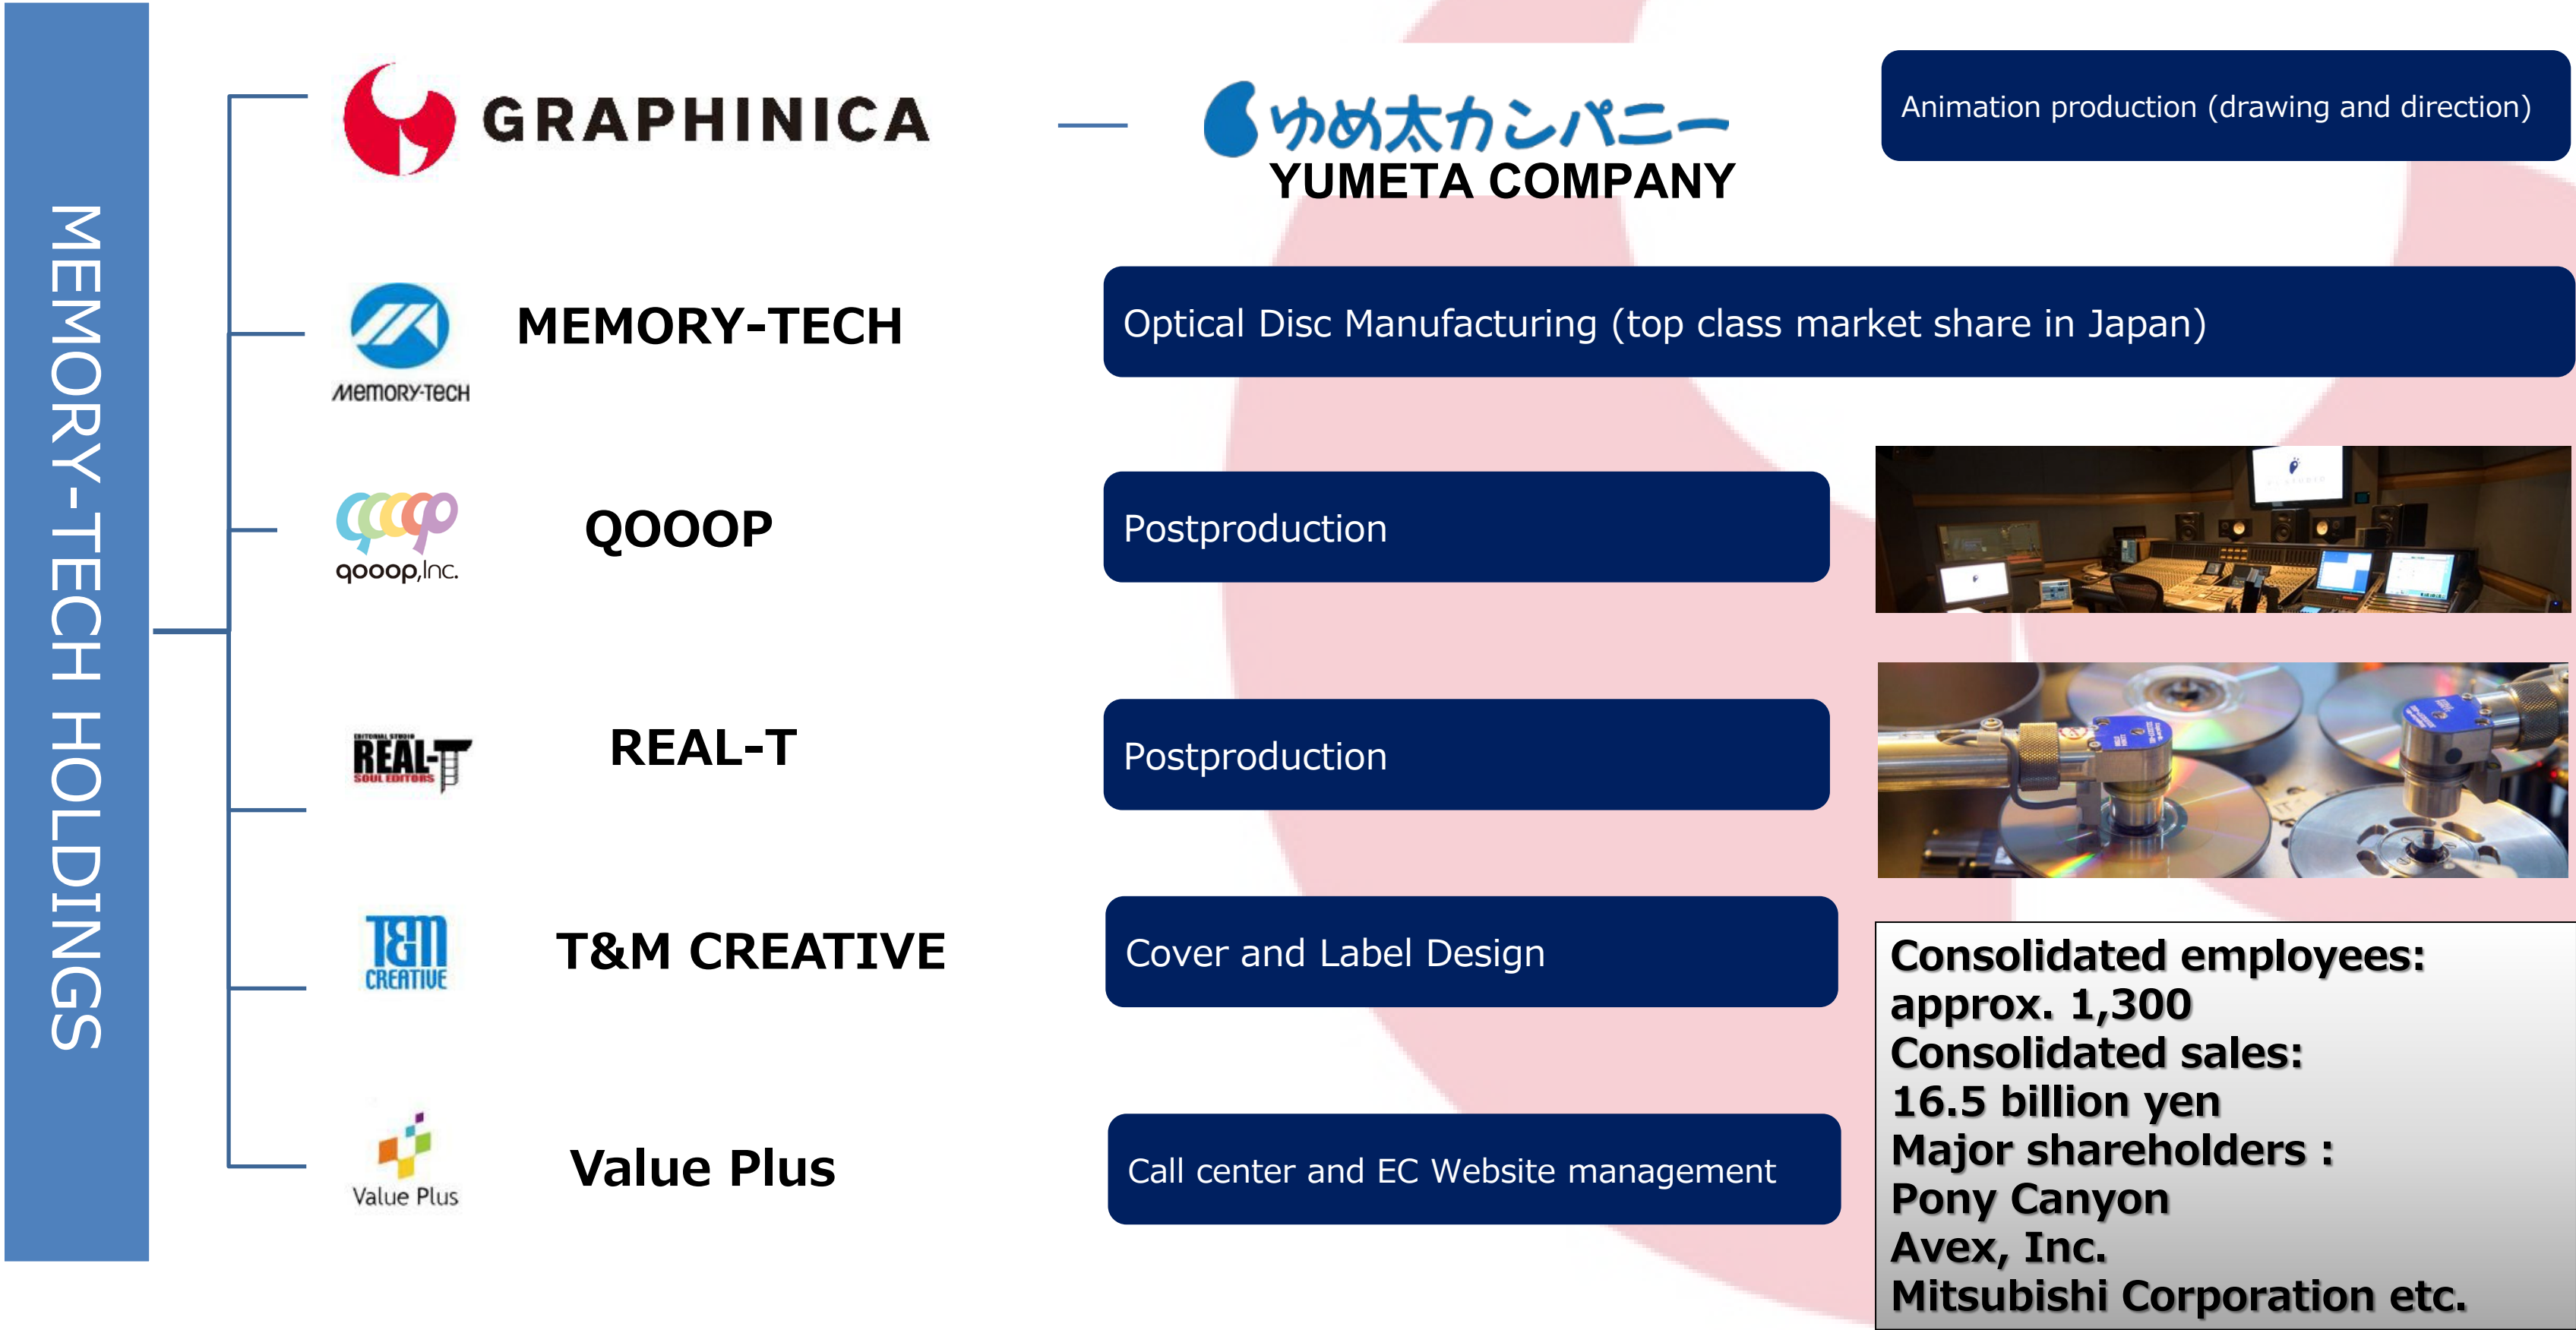 MEMORY-TECH HOLDINGS
GRAPHINICA
ゆめ太カンパニー
YUMETA COMPANY
Animation production (drawing and direction)
MEMORY-TECH
MEMORY-TECH
Optical Disc Manufacturing (top class market share in Japan)
qooop
qooop,Inc.
QOOOP
Postproduction
EDITORIAL STUDIO
REAL-T
SOUL EDITORS
REAL-T
Postproduction
T&M
CREATIVE
T&M CREATIVE
Cover and Label Design
Value Plus
Value Plus
Call center and EC Website management
Consolidated employees:
approx. 1,300
Consolidated sales:
16.5 billion yen
Major shareholders :
Pony Canyon
Avex, Inc.
Mitsubishi Corporation etc.